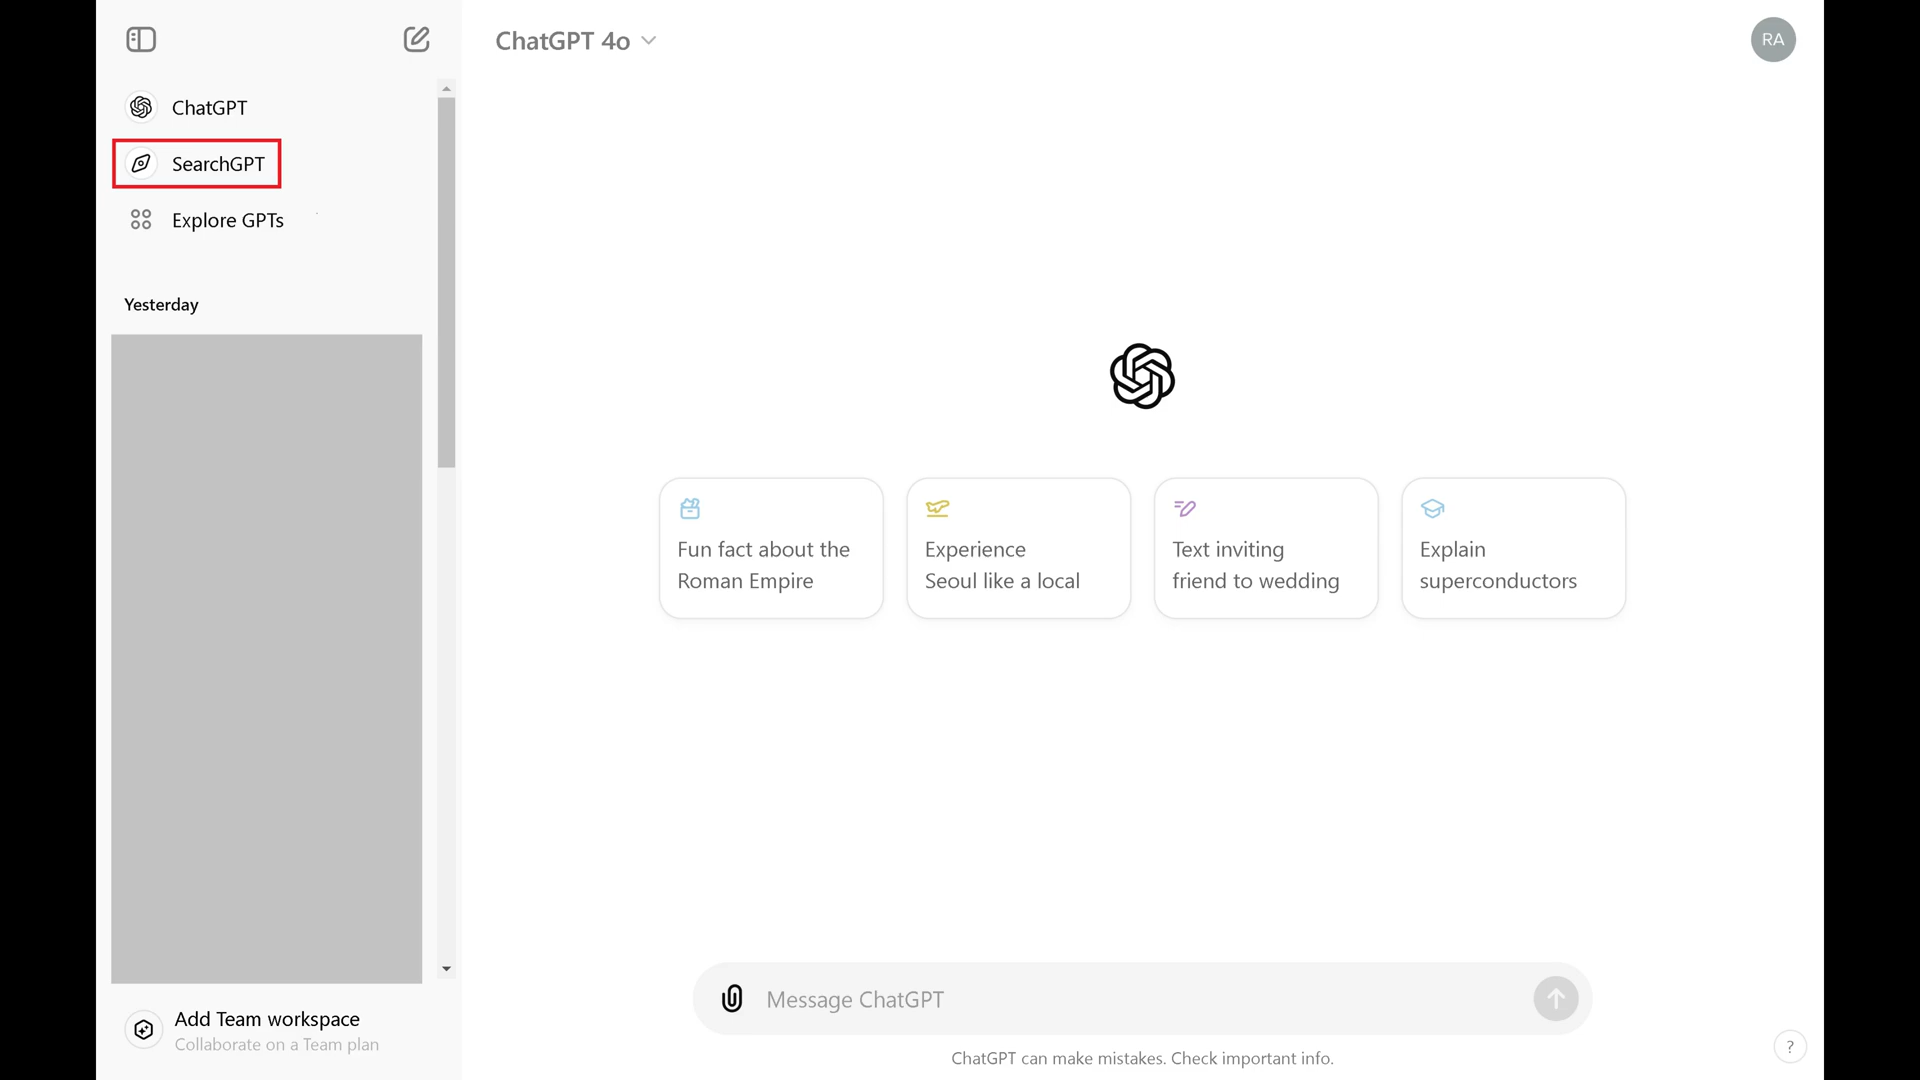 ChatGPT 4o
RA
ChatGPT
SearchGPT
Explore GPTs
Yesterday
Fun fact about the
Roman Empire
Experience
Seoul like a local
Text inviting
friend to wedding
Explain
superconductors
Add Team workspace
Collaborate on a Team plan
Message ChatGPT
ChatGPT can make mistakes. Check important info.
?